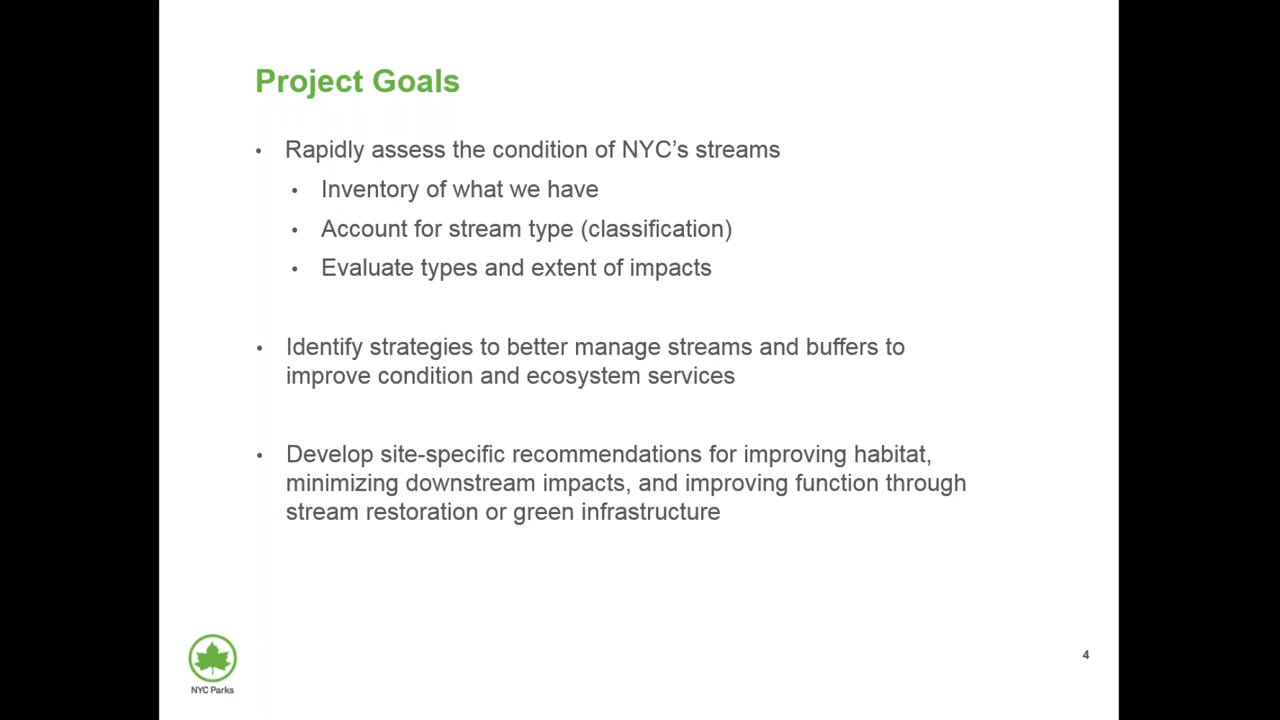 Project Goals
• Rapidly assess the condition of NYC’s streams
• Inventory of what we have
• Account for stream type (classification)
• Evaluate types and extent of impacts
• Identify strategies to better manage streams and buffers to
improve condition and ecosystem services
• Develop site-specific recommendations for improving habitat,
minimizing downstream impacts, and improving function through
stream restoration or green infrastructure
NYC Parks
4